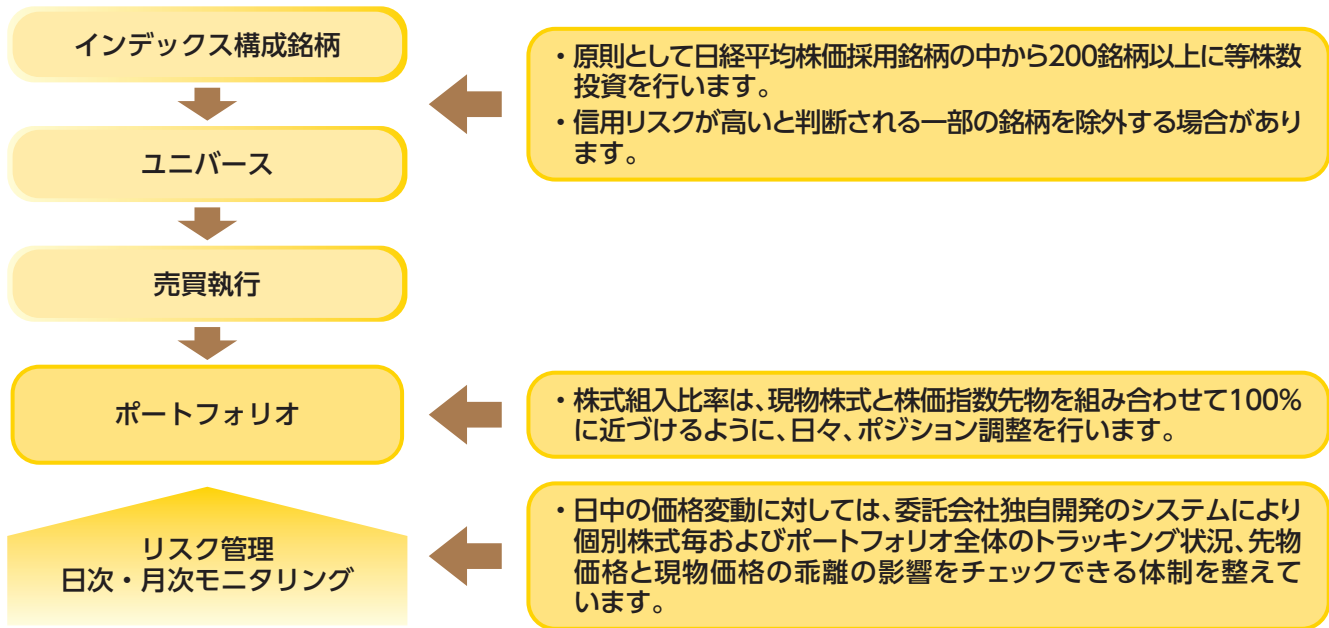 インデックス構成銘柄
・原則として日経平均株価採用銘柄の中から200銘柄以上に等株数
投資を行います。
・信用リスクが高いと判断される一部の銘柄を除外する場合があり
ます。
ユニバース
売買執行
ポートフォリオ
・株式組入比率は、現物株式と株価指数先物を組み合わせて100%
に近づけるように、日々、ポジション調整を行います。
リスク管理
日次・月次モニタリング
・日中の価格変動に対しては、委託会社独自開発のシステムにより
個別株式毎およびポートフォリオ全体のトラッキング状況、先物
価格と現物価格の乖離の影響をチェックできる体制を整えて
います。